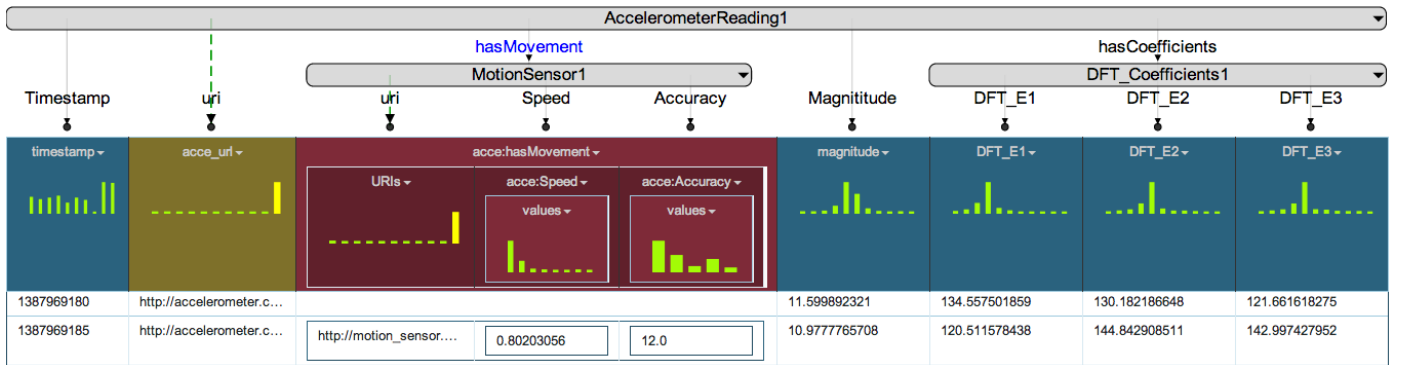 AccelerometerReading1
hasMovement hasCoefficients
MotionSensor1 DFT_Coefficients1
Timestamp uri uri Speed Accuracy Magnititude DFT_E1 DFT_E2 DFT_E3
timestamp acce_url acce:hasMovement magnitude DFT_E1 DFT_E2 DFT_E3
URIs acce:Speed acce:Accuracy
values values
1387969180 http://accelerometer.c... 11.599892321 134.557501859 130.182186648 121.661618275
1387969185 http://accelerometer.c... http://motion_sensor.... 0.80203056 12.0 10.9777765708 120.511578438 144.842908511 142.997427952